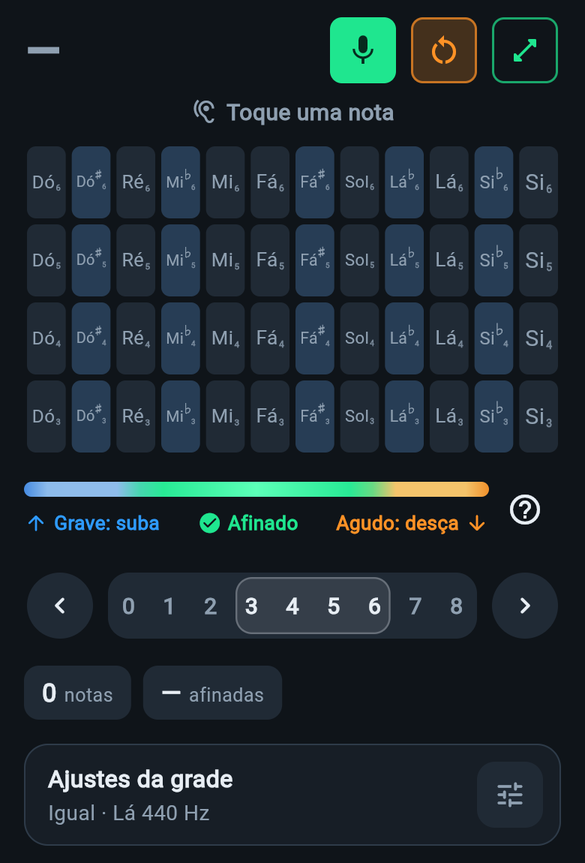 Toque uma nota
Dó₆ Dó♯₆ Ré₆ Mi♭₆ Mi₆ Fá₆ Fá♯₆ Sol₆ Lá♭₆ Lá₆ Si♭₆ Si₆
Dó₅ Dó♯₅ Ré₅ Mi♭₅ Mi₅ Fá₅ Fá♯₅ Sol₅ Lá♭₅ Lá₅ Si♭₅ Si₅
Dó₄ Dó♯₄ Ré₄ Mi♭₄ Mi₄ Fá₄ Fá♯₄ Sol₄ Lá♭₄ Lá₄ Si♭₄ Si₄
Dó₃ Dó♯₃ Ré₃ Mi♭₃ Mi₃ Fá₃ Fá♯₃ Sol₃ Lá♭₃ Lá₃ Si♭₃ Si₃
↑ Grave: suba Afinado Agudo: desça ↓
0 1 2 3 4 5 6 7 8
0 notas — afinadas
Ajustes da grade
Igual · Lá 440 Hz